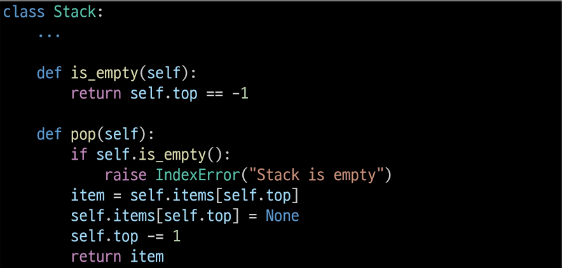 class Stack:
    ...

    def is_empty(self):
        return self.top == -1

    def pop(self):
        if self.is_empty():
            raise IndexError("Stack is empty")
        item = self.items[self.top]
        self.items[self.top] = None
        self.top -= 1
        return item